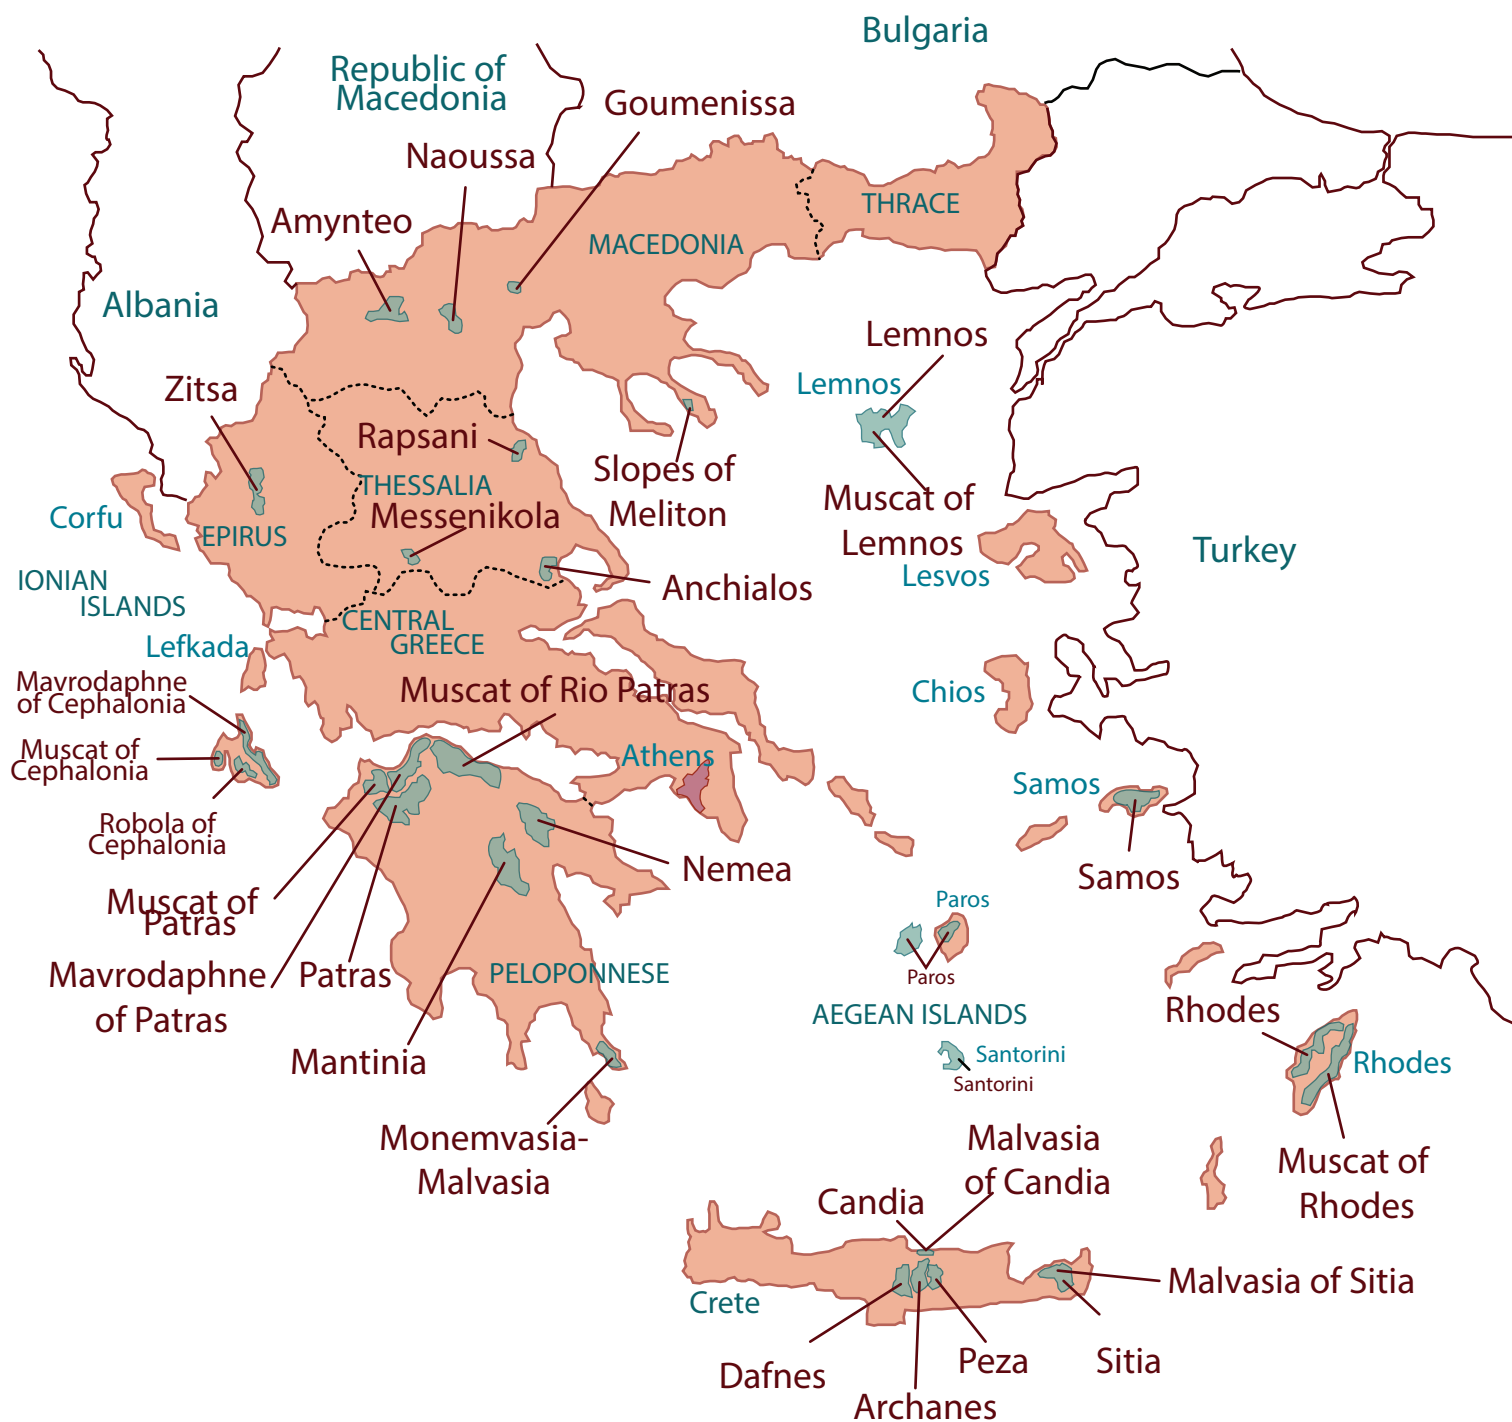 Bulgaria
Republic of
Macedonia
Goumenissa
Naoussa
THRACE
Amynteo
MACEDONIA
Albania
Lemnos
Lemnos
Zitsa
Rapsani
Slopes of
Meliton
THESSALIA
Muscat of
Lemnos
Messenikola
Corfu
EPIRUS
Turkey
Lesvos
IONIAN
ISLANDS
Anchialos
CENTRAL
GREECE
Lefkada
Mavrodaphne
of Cephalonia
Muscat of Rio Patras
Chios
Muscat of
Cephalonia
Athens
Samos
Robola of
Cephalonia
Nemea
Samos
Muscat of
Patras
Paros
Mavrodaphne
of Patras
Patras
PELOPONNESE
Paros
AEGEAN ISLANDS
Rhodes
Mantinia
Santorini
Santorini
Rhodes
Monemvasia-
Malvasia
Malvasia
of Candia
Muscat of
Rhodes
Candia
Malvasia of Sitia
Crete
Dafnes
Peza
Sitia
Archanes